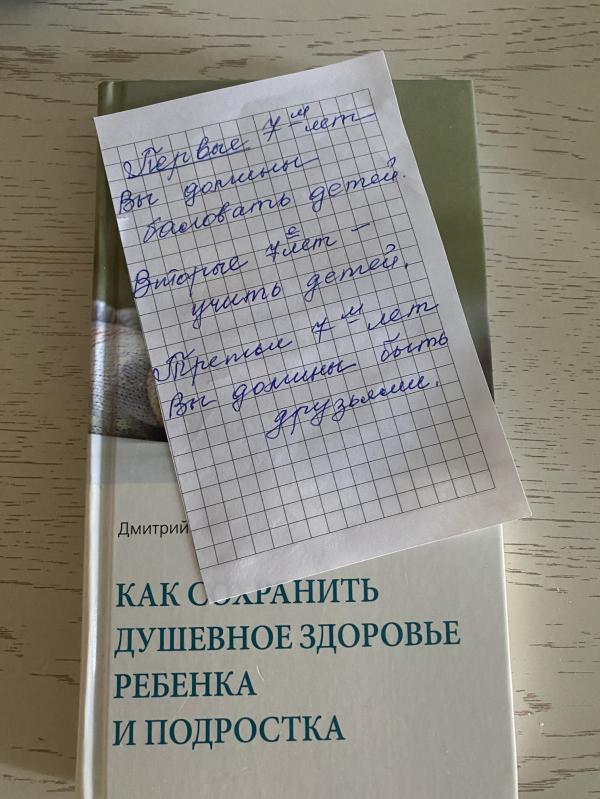 Первые 7 м лет
Вы должны
баловать детей.
Вторые 7 е лет –
учить детей.
Третьи 7 м лет
Вы должны быть
друзьями.
Дмитрий
КАК СОХРАНИТЬ
ДУШЕВНОЕ ЗДОРОВЬЕ
РЕБЕНКА
И ПОДРОСТКА